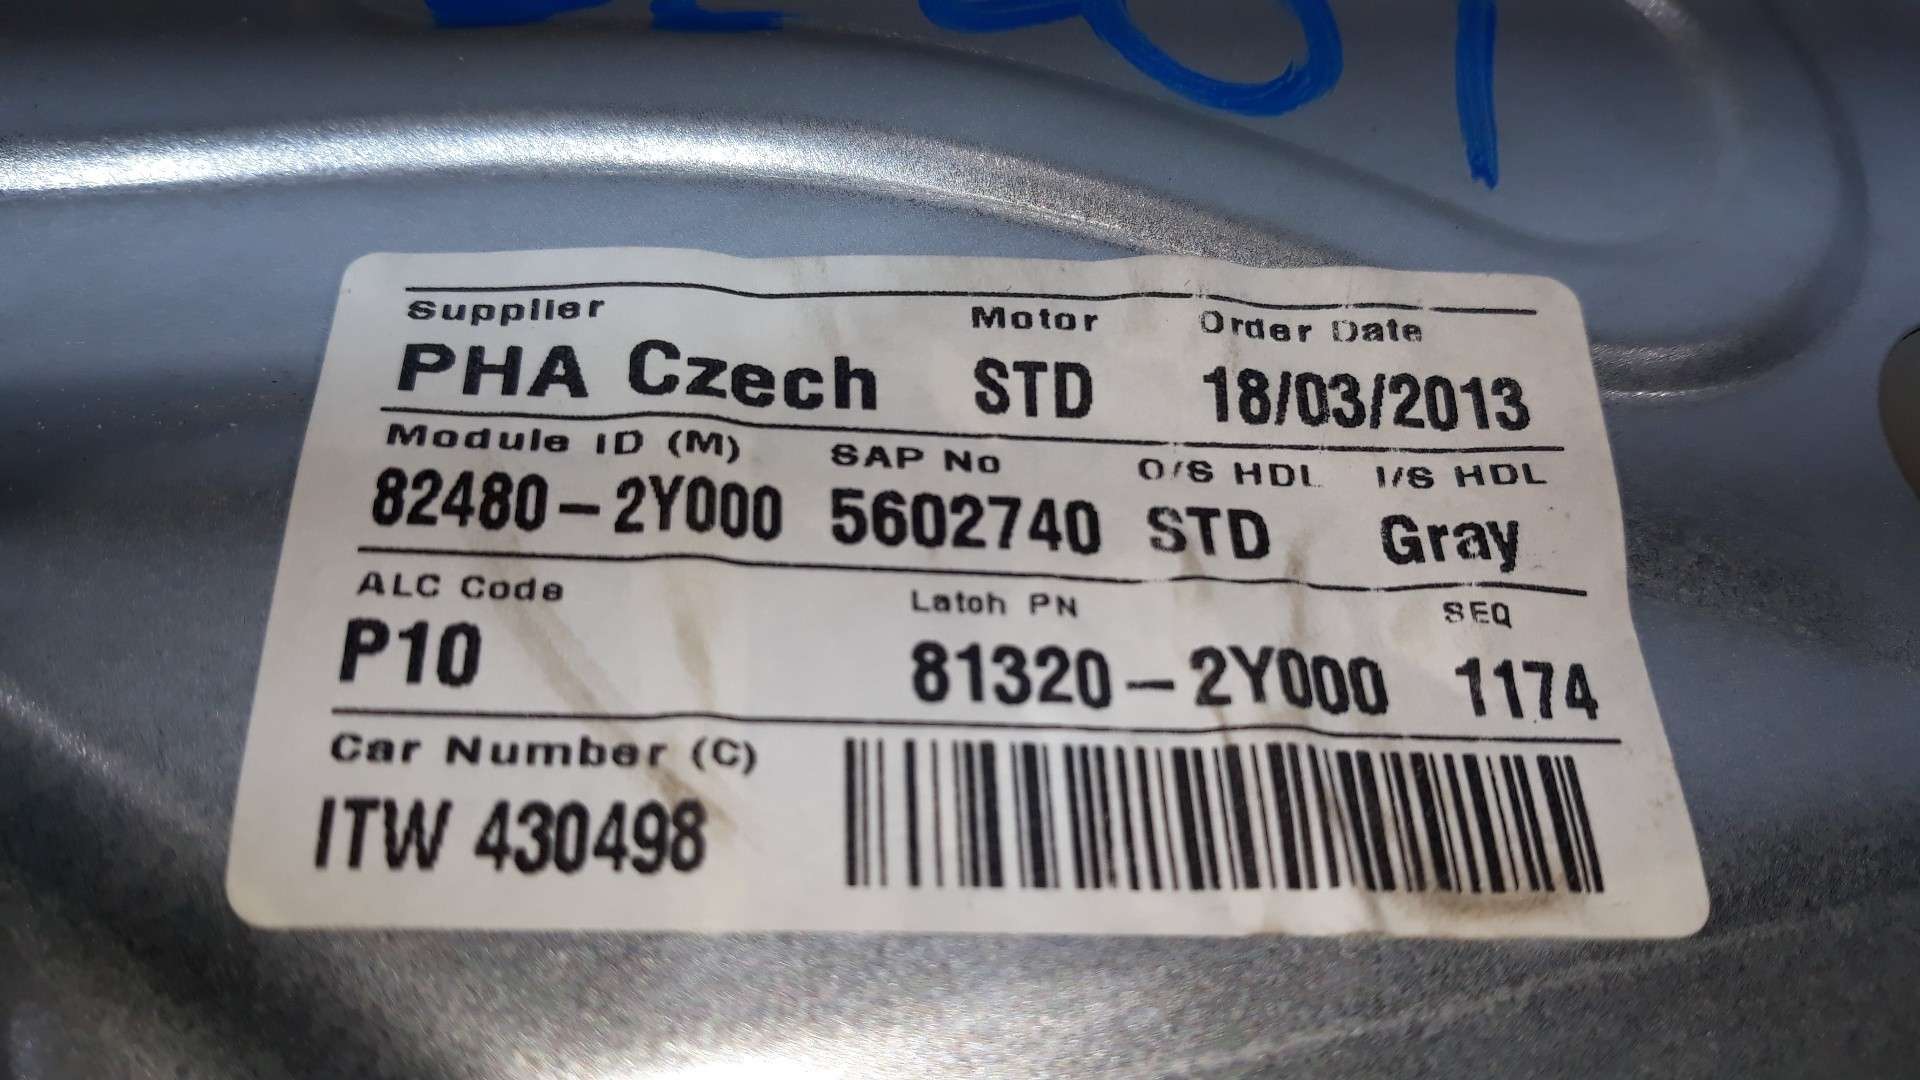 Supplier Motor Order Date
PHA Czech STD 18/03/2013
Module ID (M) SAP No O/S HDL I/S HDL
82480-2Y000 5602740 STD Gray
ALC Code Latch PN SEQ
P10 81320-2Y000 1174
Car Number (C)
ITW 430498